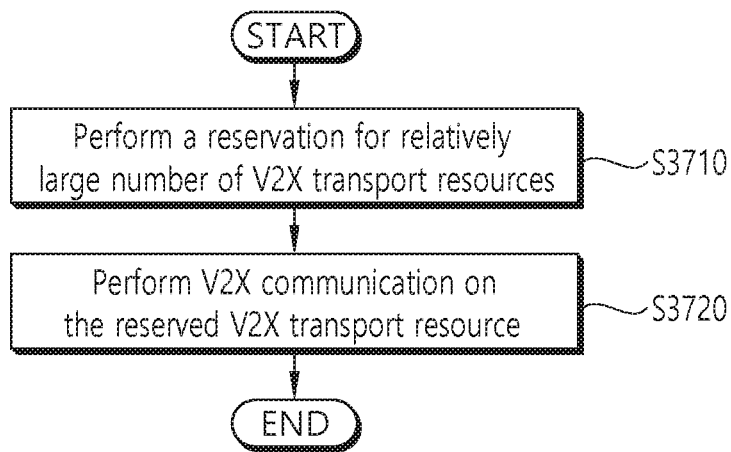 START
Perform a reservation for relatively
large number of V2X transport resources
S3710
Perform V2X communication on
the reserved V2X transport resource
S3720
END